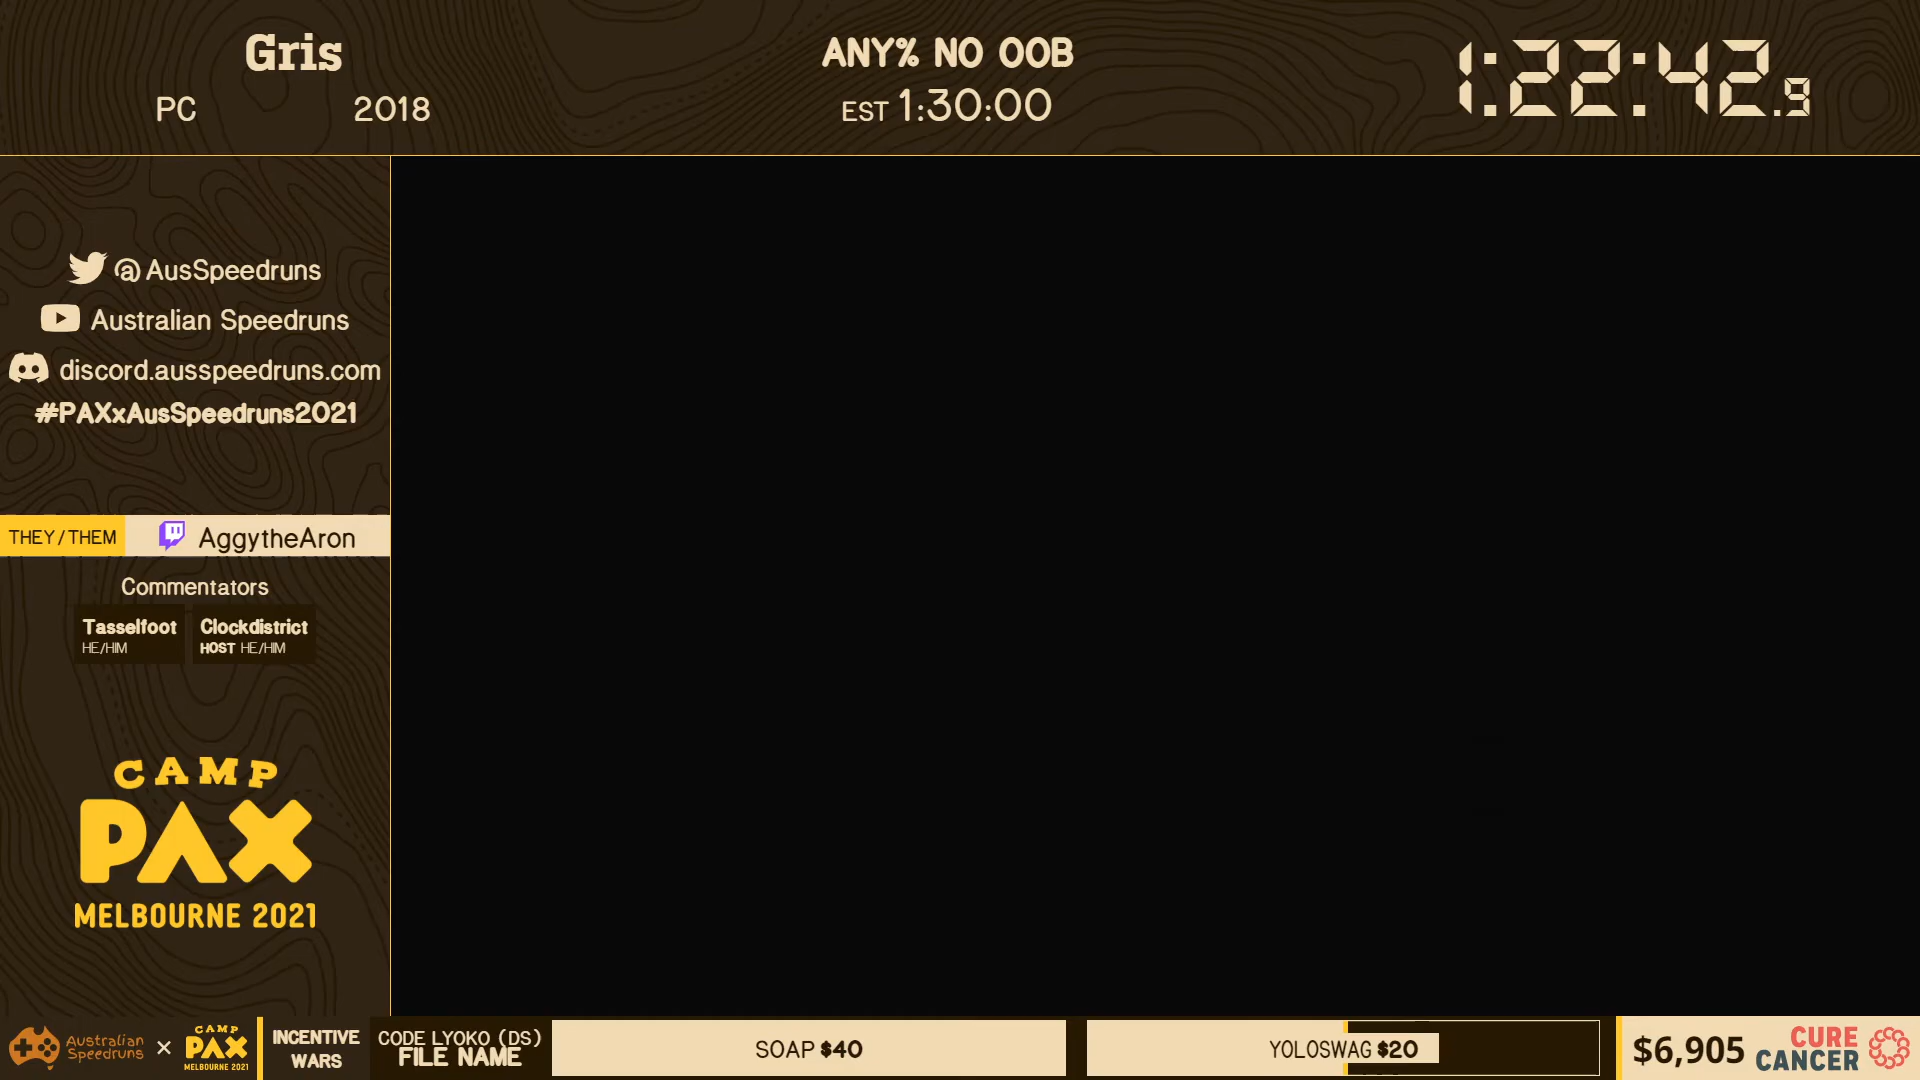 Gris
PC 2018
ANY% NO OOB
EST 1:30:00
1:22:42.9
@AusSpeedruns
Australian Speedruns
discord.ausspeedruns.com
#PAXxAusSpeedruns2021
THEY/THEM AggytheAron
Commentators
Tasselfoot Clockdistrict
HE/HIM HOST HE/HIM
CAMP
PAX
MELBOURNE 2021
Australian Speedruns × CAMP PAX MELBOURNE 2021
INCENTIVE WARS
CODE LYOKO (DS)
FILE NAME
SOAP $40
YOLOSWAG $20
$6,905
CURE CANCER